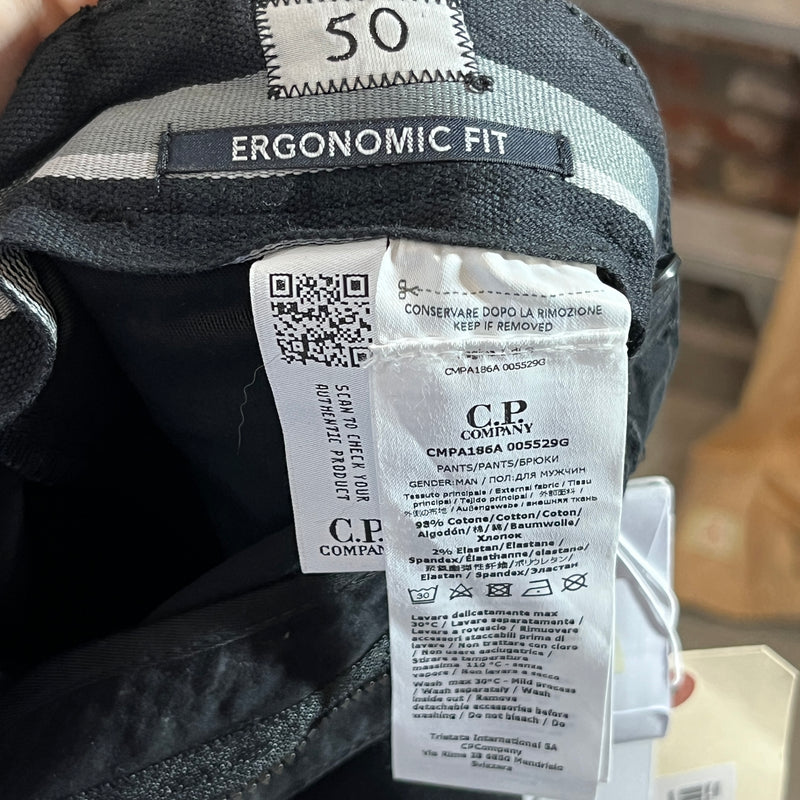 50
ERGONOMIC FIT
CONSERVARE DOPO LA RIMOZIONE
KEEP IF REMOVED
CMPA186A 005529G
SCAN TO CHECK YOUR
AUTHENTIC PRODUCT
C.P.
COMPANY
C.P.
COMPANY
CMPA186A 005529G
PANTS/PANTS/БРЮКИ
GENDER:MAN / ПОЛ:ДЛЯ МУЖЧИН
Tessuto principale / External fabric / Tissu
principal / Tejido principal / 外部面料 /
外側の布地 / Außengewebe / внешняя ткань
98% Cotone/Cotton/Coton/
Algodón/棉/綿/Baumwolle/
Хлопок
2% Elastan/Elastane/
Spandex/Élasthanne/elastano/
Elastan / Spandex/Эластан
30
Lavare delicatamente max
30°C / Lavare separatamente /
Lavare a rovescio / Rimuovere
accessori staccabili prima di
lavare / Non trattare con cloro
/ Non usare asciugatrice /
Stirare a temperatura
massima 110 °C - senza
vapore / Non lavare a secco
Wash max 30°C - Mild process
/ Wash separately / Wash
inside out / Remove
detachable accessories before
washing / Do not bleach / Do
Tristate International SA
CPCompany
Via Rime 38 6850 Mendrisio
Svizzera